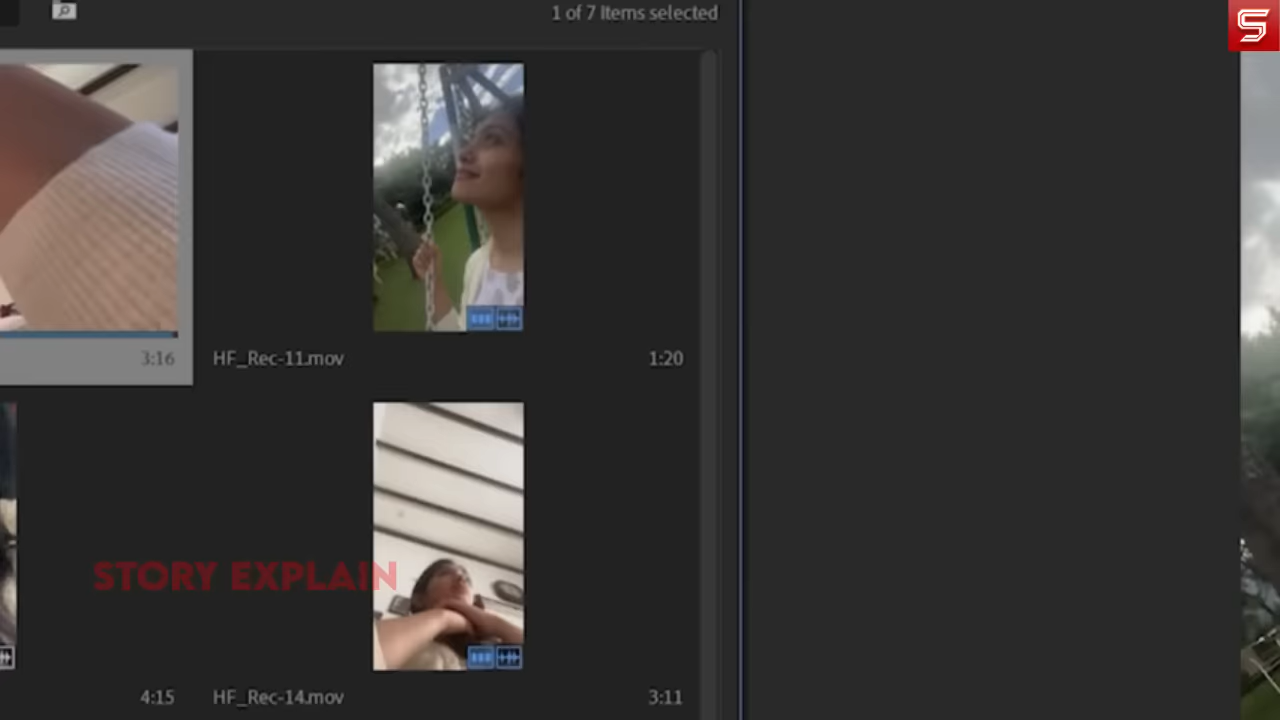 1 of 7 Items selected
S
3:16
HF_Rec-11.mov
1:20
STORY EXPLAIN
4:15
HF_Rec-14.mov
3:11